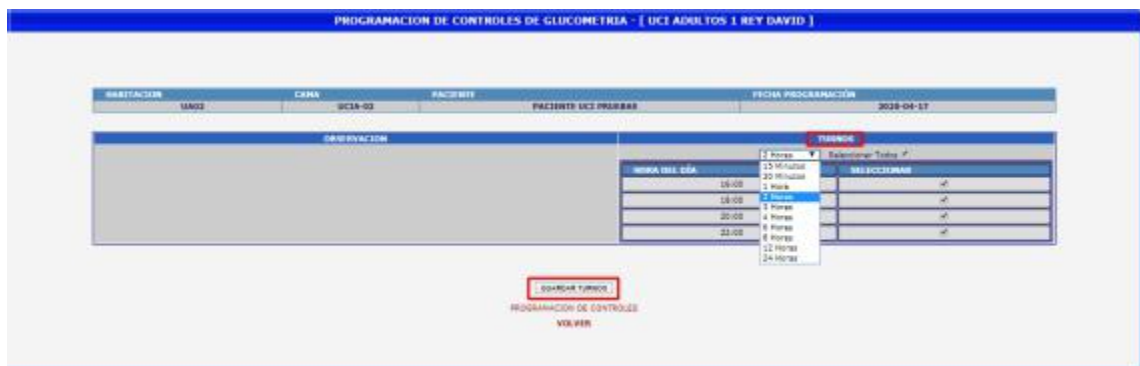 PROGRAMACION DE CONTROLES DE GLUCOMETRIA - [ UCI ADULTOS 1 REY DAVID ]
HABITACION CAMA PACIENTE FECHA PROGRAMACIÓN
UA02 UCIA-02 PACIENTE UCI PRUEBAS 2020-04-17
OBSERVACION TURNOS
2 Horas Seleccionar Todos
HORA DEL DÍA SELECCIONAR
15 Minutos
30 Minutos
1 Hora
2 Horas
3 Horas
4 Horas
6 Horas
8 Horas
12 Horas
24 Horas
16:00
18:00
20:00
22:00
GUARDAR TURNOS
PROGRAMACION DE CONTROLES
VOLVER